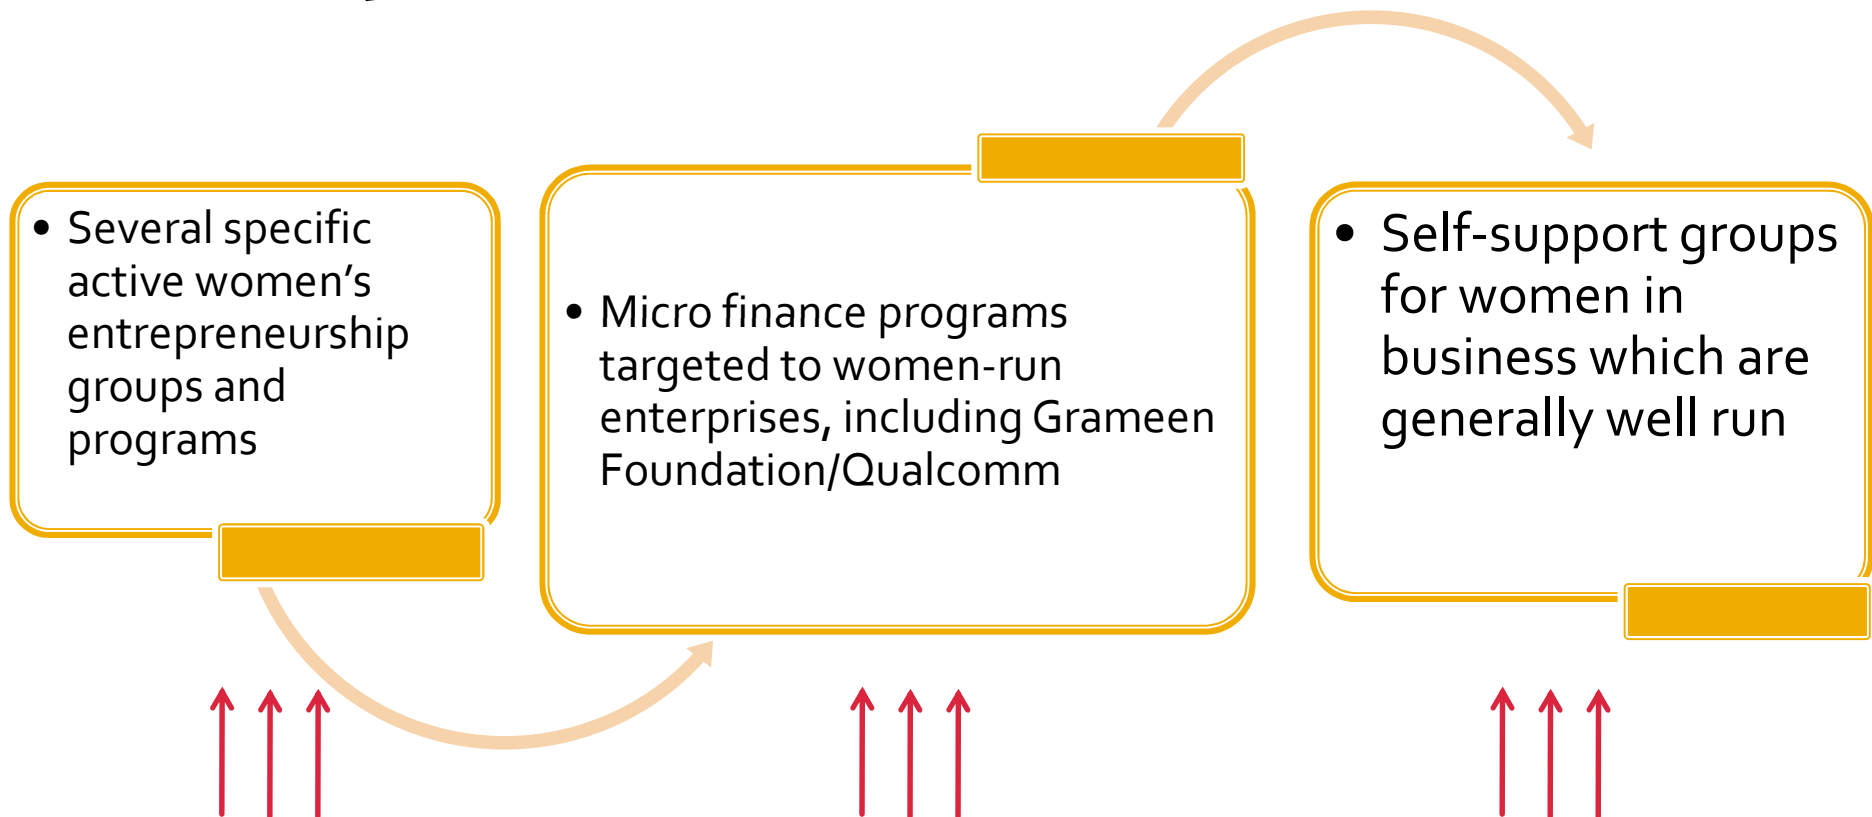 • Several specific
active women’s
entrepreneurship
groups and
programs
• Micro finance programs
targeted to women-run
enterprises, including Grameen
Foundation/Qualcomm
• Self-support groups
for women in
business which are
generally well run